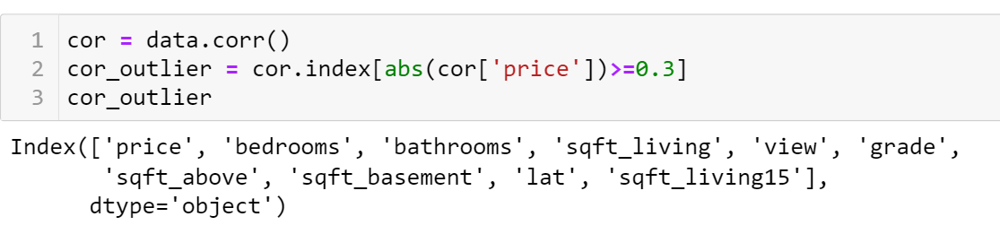 1 cor = data.corr()
2 cor_outlier = cor.index[abs(cor['price'])>=0.3]
3 cor_outlier
Index(['price', 'bedrooms', 'bathrooms', 'sqft_living', 'view', 'grade',
'sqft_above', 'sqft_basement', 'lat', 'sqft_living15'],
dtype='object')